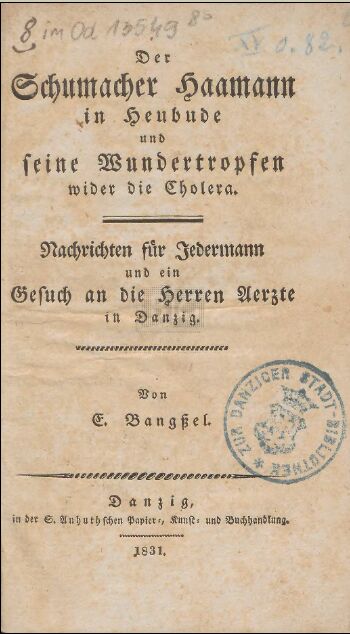 8 im Od 13549 8°
XV o. 82.
Der
Schumacher Haamann
in Heubude
und
seine Wundertropfen
wider die Cholera.
Nachrichten für Jedermann
und ein
Gesuch an die Herren Aerzte
in Danzig.
Von
E. Bangßel.
ZUR DANZIGER STADT-BIBLIOTHEK
Danzig,
in der S. Anhuthschen Papier-, Kunst- und Buchhandlung.
1831.